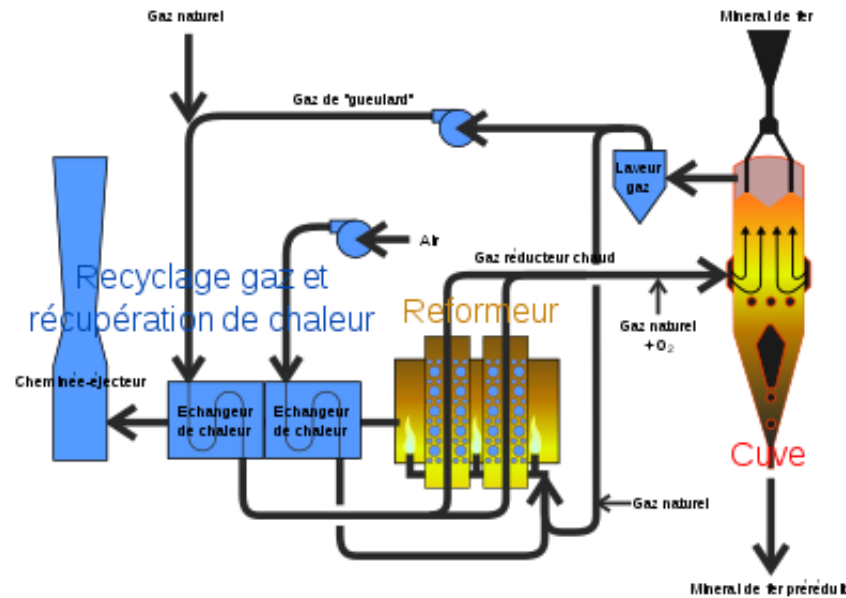 Gaz naturel
Minerai de fer
Gaz de "gueulard"
Laveur
gaz
Air
Gaz réducteur chaud
Recyclage gaz et
récupération de chaleur
Reformeur
Gaz naturel
+ O₂
Cheminée-éjecteur
Echangeur
de chaleur
Echangeur
de chaleur
Cuve
Gaz naturel
Minerai de fer préréduit